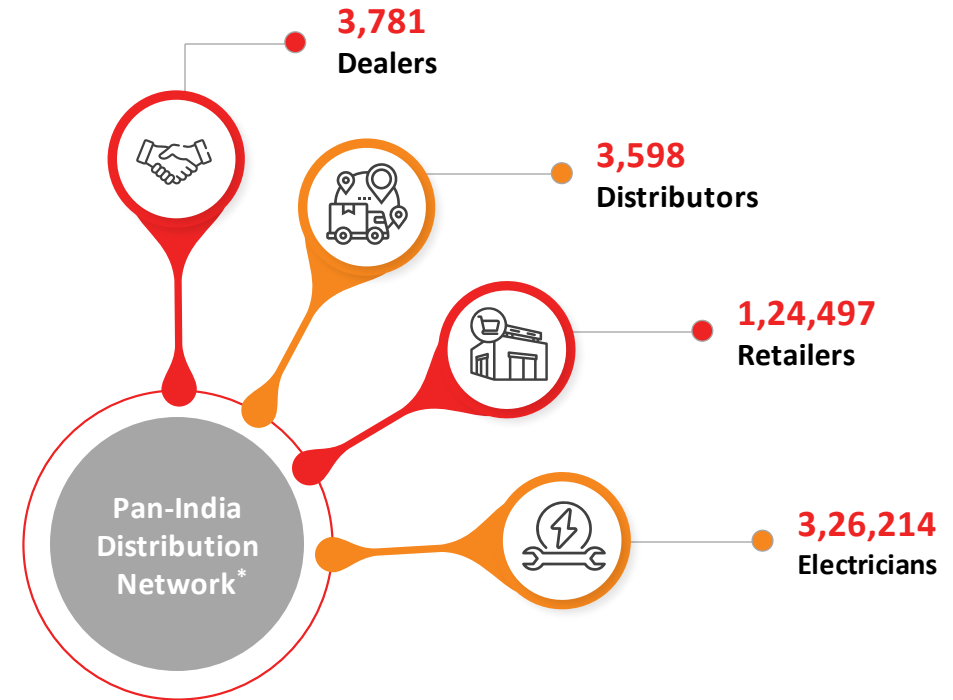 3,781
Dealers
3,598
Distributors
1,24,497
Retailers
3,26,214
Electricians
Pan-India
Distribution
Network*